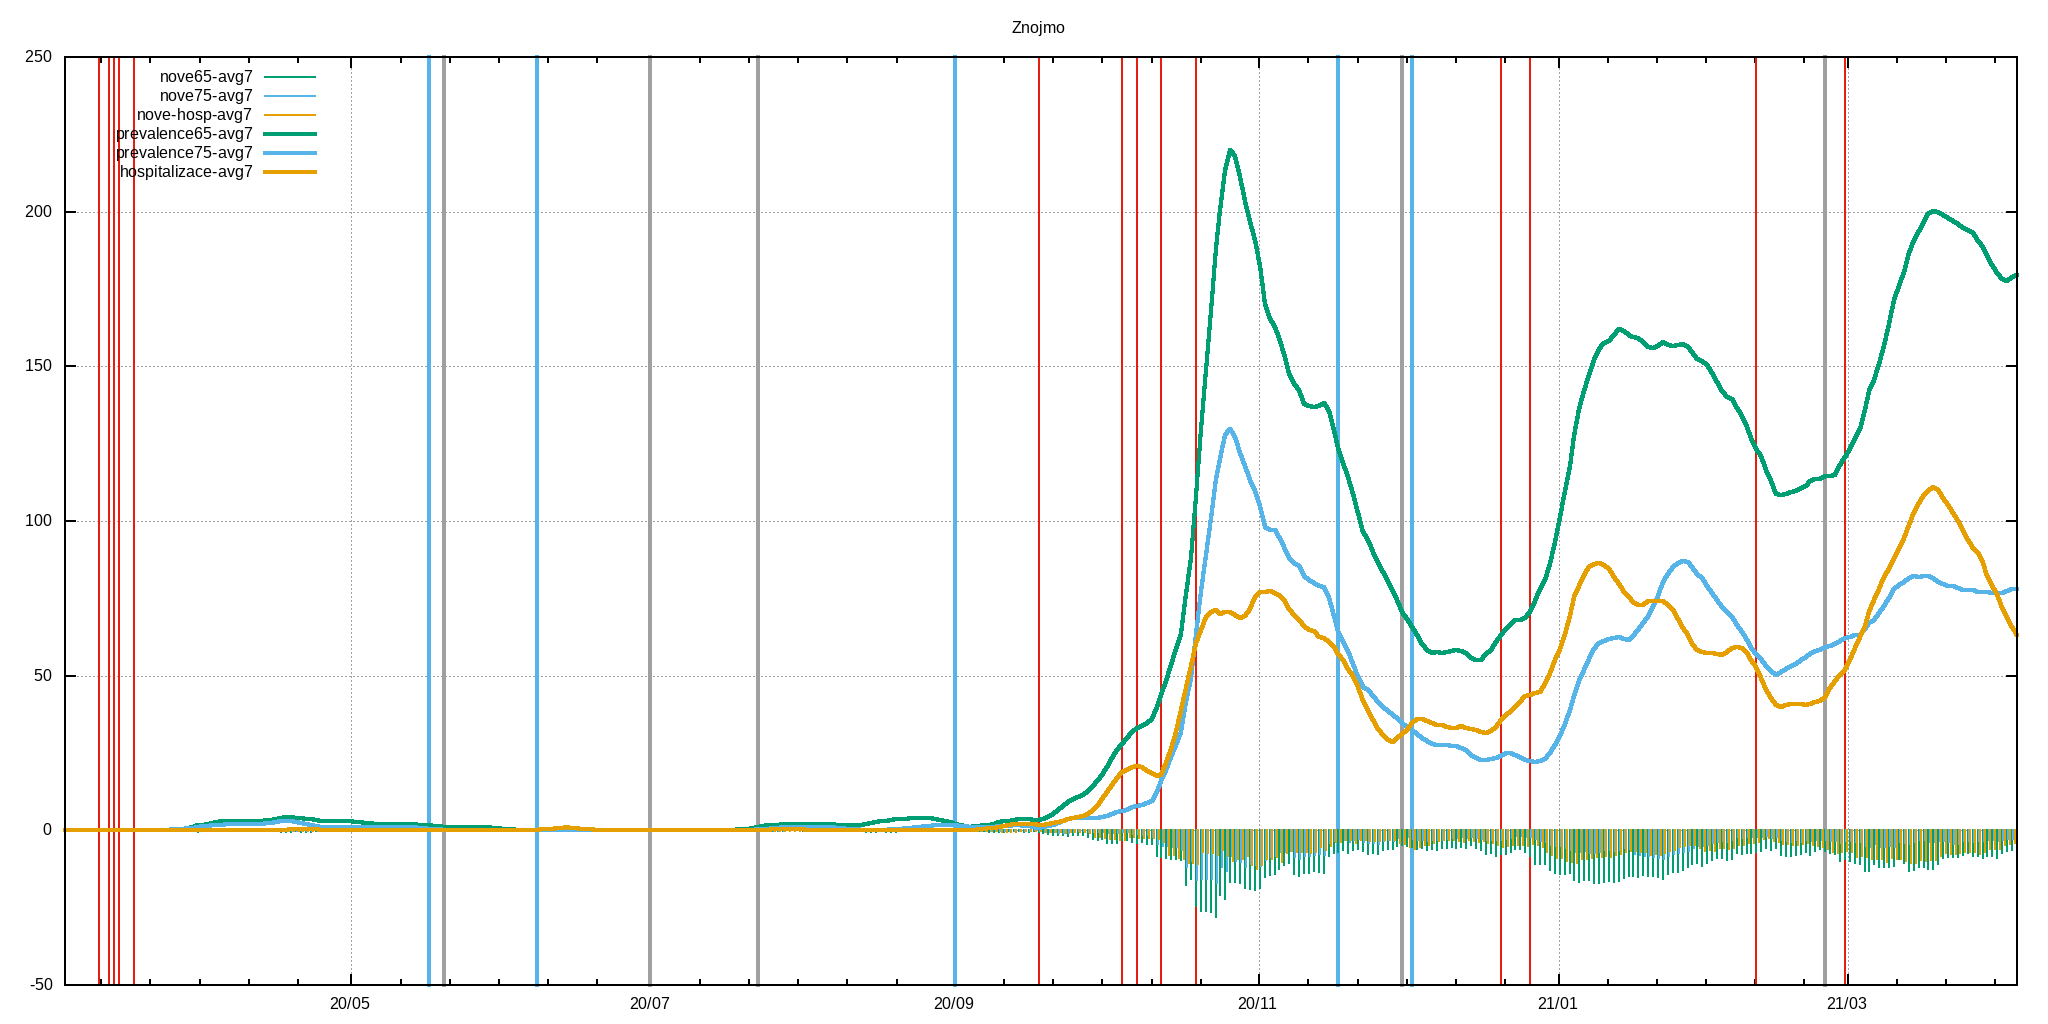 Znojmo
250
200
150
100
50
0
-50
nove65-avg7
nove75-avg7
nove-hosp-avg7
prevalence65-avg7
prevalence75-avg7
hospitalizace-avg7
20/05
20/07
20/09
20/11
21/01
21/03